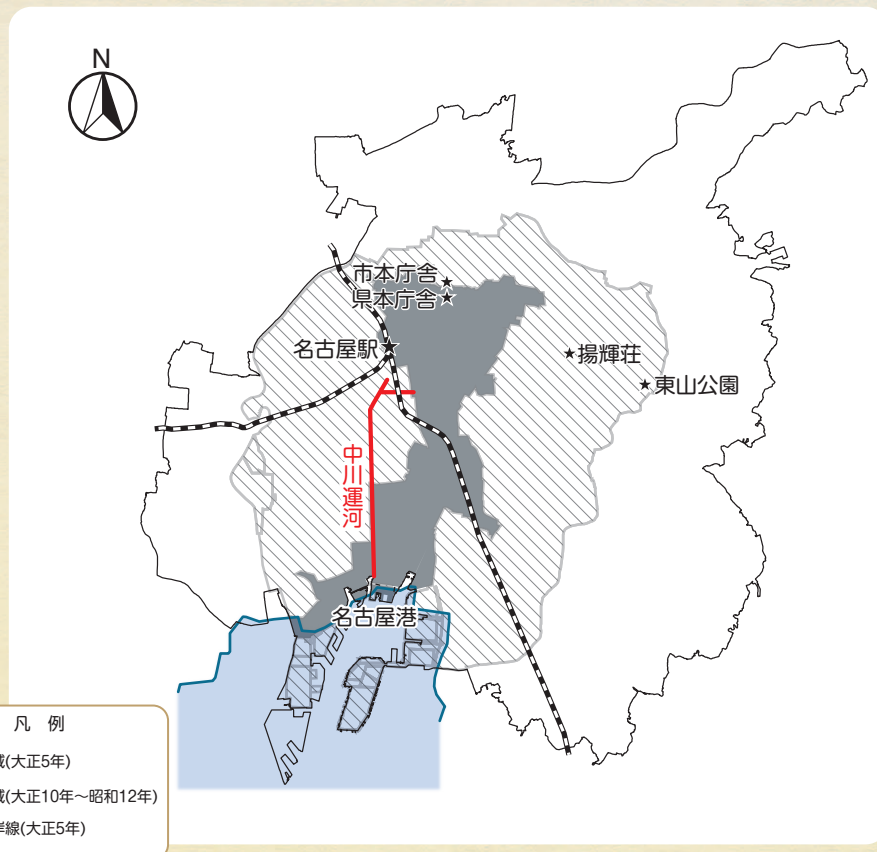 N
市本庁舎
県本庁舎
名古屋駅
揚輝荘
東山公園
中川運河
名古屋港
凡 例
域(大正5年)
域(大正10年～昭和12年)
岸線(大正5年)